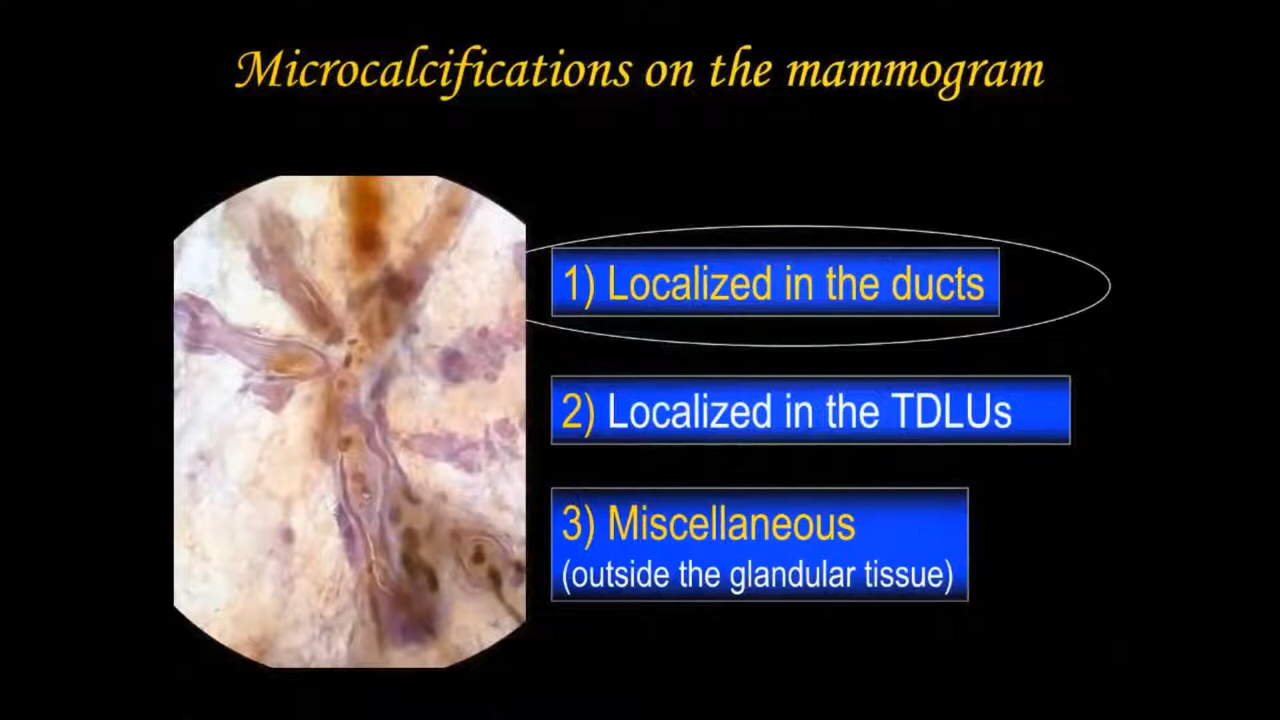 Microcalcifications on the mammogram
1) Localized in the ducts
2) Localized in the TDLUs
3) Miscellaneous
(outside the glandular tissue)